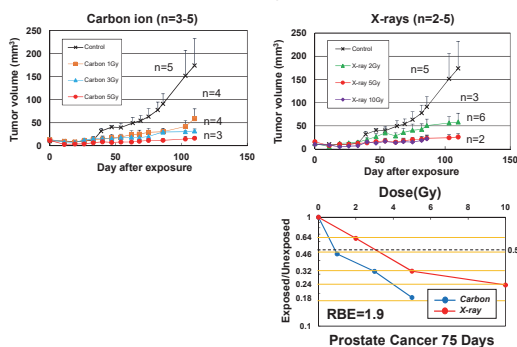 Carbon ion (n=3-5)
250
200
150
100
50
0
Tumor volume (mm³)
Control
Carbon 1Gy
Carbon 3Gy
Carbon 5Gy
n=5
n=4
n=4
n=3
0
50
100
150
Day after exposure
X-rays (n=2-5)
250
200
150
100
50
0
Tumor volume (mm³)
Control
X-ray 2Gy
X-ray 5Gy
X-ray 10Gy
n=5
n=3
n=6
n=2
0
50
100
150
Day after exposure
Dose(Gy)
0
2
4
6
8
10
Exposed/Unexposed
1
0.64
0.46
0.32
0.24
0.18
0.1
0.5
Carbon
X-ray
RBE=1.9
Prostate Cancer 75 Days